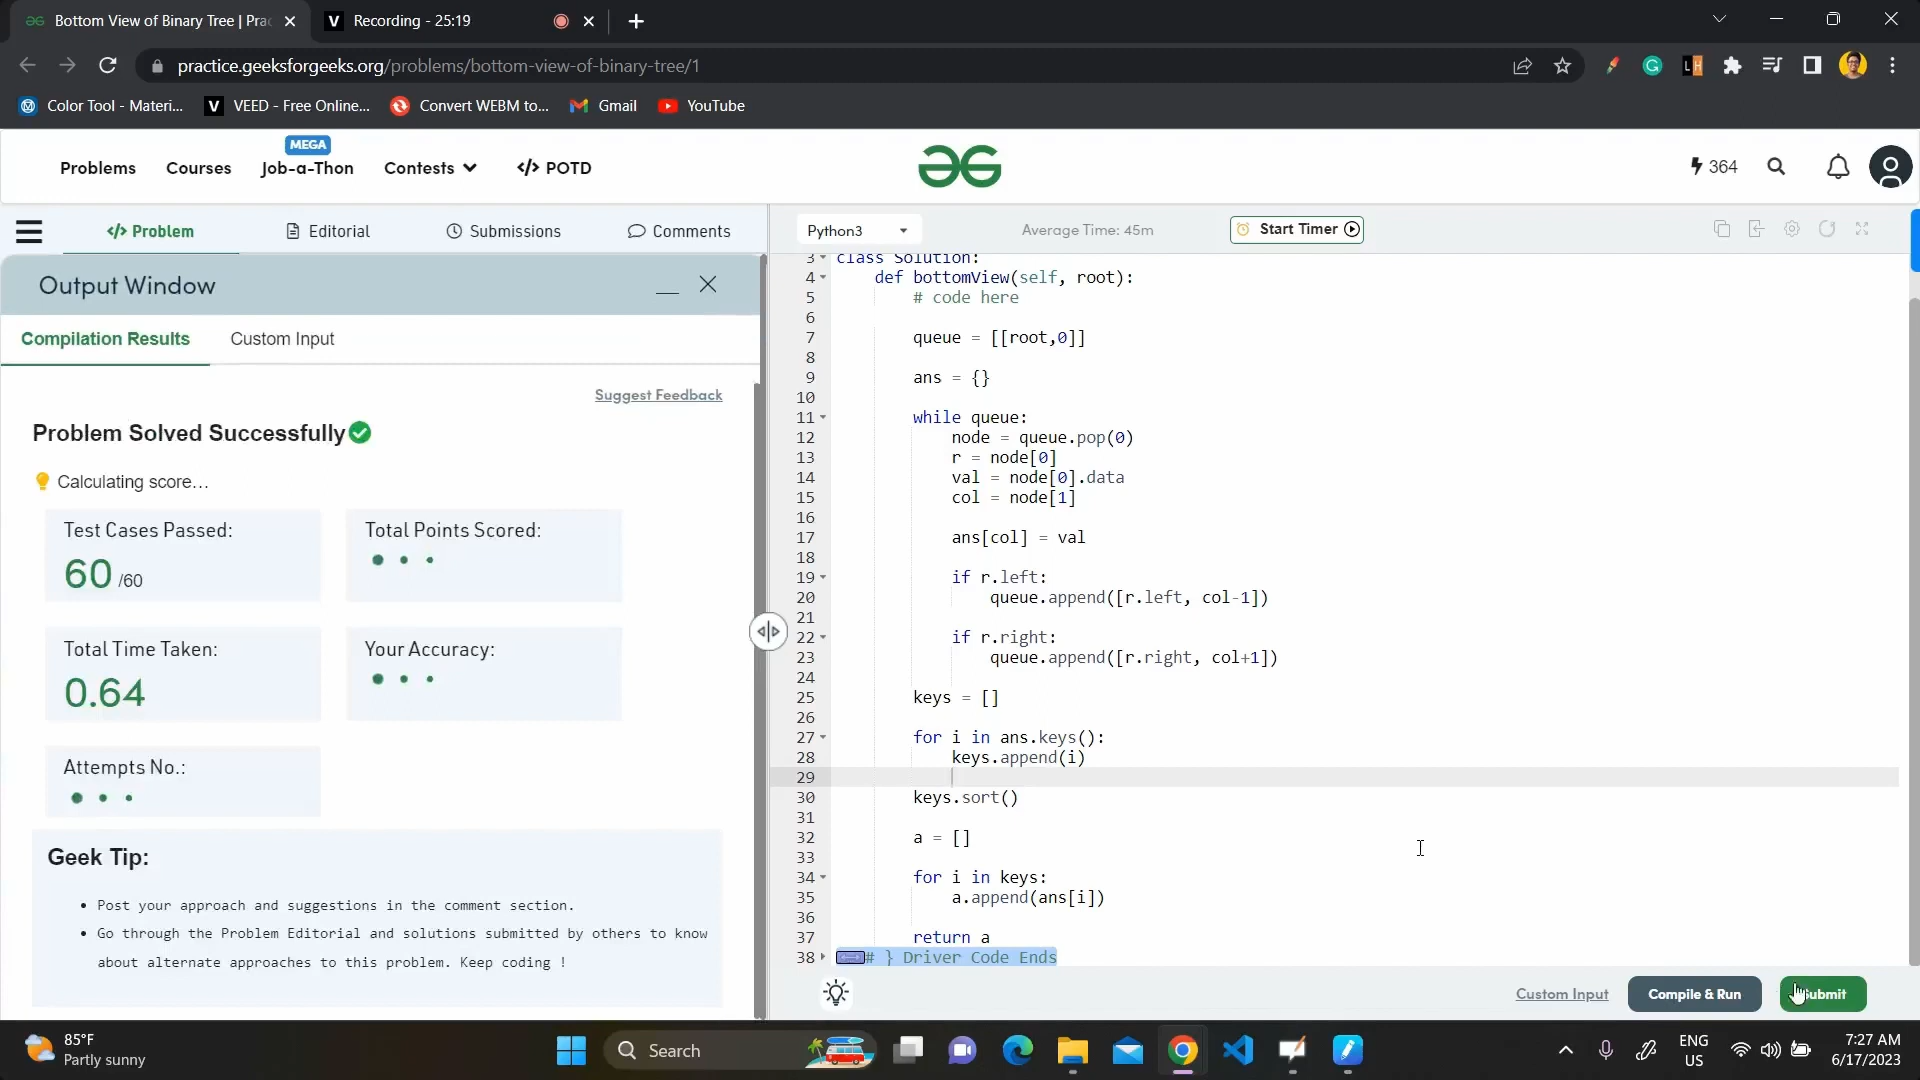 Bottom View of Binary Tree | Prac
Recording - 25:19
practice.geeksforgeeks.org/problems/bottom-view-of-binary-tree/1
Color Tool - Materi...
VEED - Free Online...
Convert WEBM to...
Gmail
YouTube
Problems
Courses
MEGA
Job-a-Thon
Contests
</> POTD
364
</> Problem
Editorial
Submissions
Comments
Python3
Average Time: 45m
Start Timer
Output Window
Compilation Results
Custom Input
Suggest Feedback
Problem Solved Successfully
Calculating score...
Test Cases Passed:
60 /60
Total Points Scored:
Total Time Taken:
0.64
Your Accuracy:
Attempts No.:
Geek Tip:
• Post your approach and suggestions in the comment section.
• Go through the Problem Editorial and solutions submitted by others to know
about alternate approaches to this problem. Keep coding !
3 class Solution:
4 def bottomView(self, root):
5 # code here
6
7 queue = [[root,0]]
8
9 ans = {}
10
11 while queue:
12 node = queue.pop(0)
13 r = node[0]
14 val = node[0].data
15 col = node[1]
16
17 ans[col] = val
18
19 if r.left:
20 queue.append([r.left, col-1])
21
22 if r.right:
23 queue.append([r.right, col+1])
24
25 keys = []
26
27 for i in ans.keys():
28 keys.append(i)
29
30 keys.sort()
31
32 a = []
33
34 for i in keys:
35 a.append(ans[i])
36
37 return a
38 # } Driver Code Ends
Custom Input
Compile & Run
Submit
85°F
Partly sunny
Search
ENG
US
7:27 AM
6/17/2023